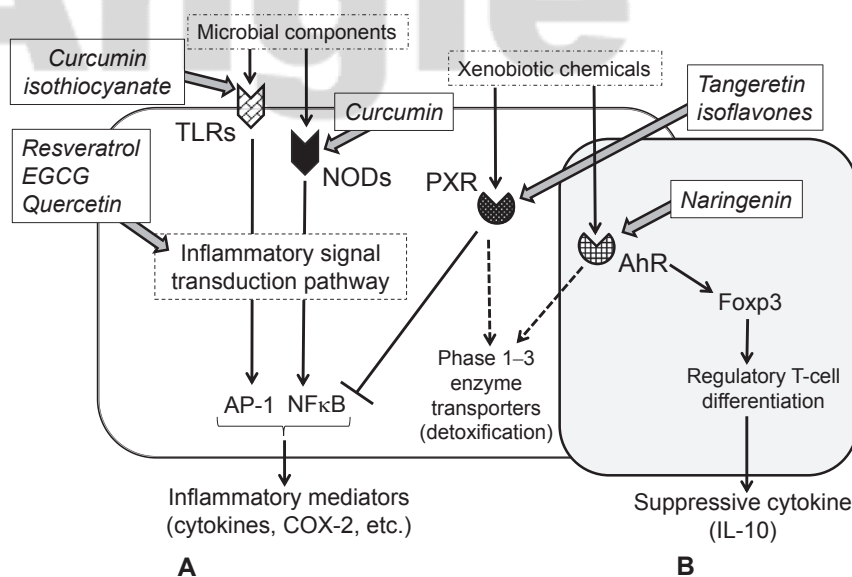 Angle
Microbial components
Curcumin
isothiocyanate
Xenobiotic chemicals
Tangeretin
isoflavones
Curcumin
TLRs
Resveratrol
EGCG
Quercetin
NODs
PXR
Naringenin
Inflammatory signal
transduction pathway
AhR
Foxp3
Phase 1–3
enzyme
transporters
(detoxification)
Regulatory T-cell
differentiation
AP-1 NFκB
Inflammatory mediators
(cytokines, COX-2, etc.)
Suppressive cytokine
(IL-10)
A
B